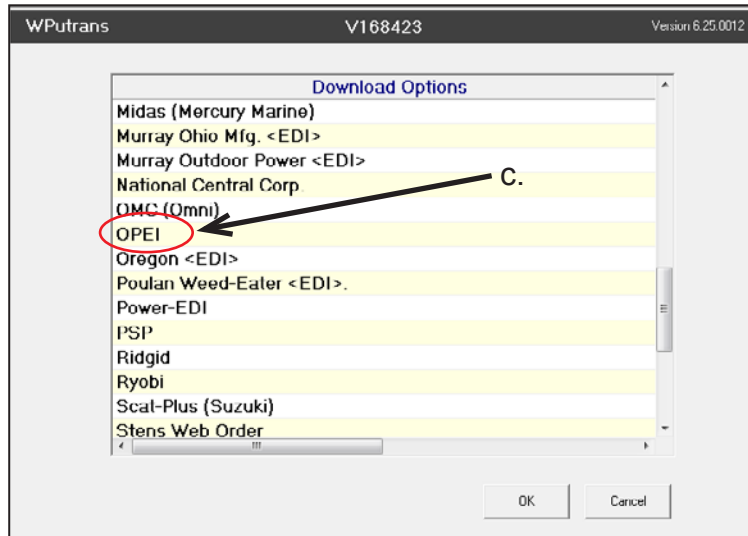 WPutrans V168423 Version 6.25.0012
Download Options
Midas (Mercury Marine)
Murray Ohio Mfg. <EDI>
Murray Outdoor Power <EDI>
National Central Corp.
C.
OMC (Omni)
OPEI
Oregon <EDI>
Poulan Weed-Eater <EDI>.
Power-EDI
PSP
Ridgid
Ryobi
Scat-Plus (Suzuki)
Stens Web Order
OK Cancel